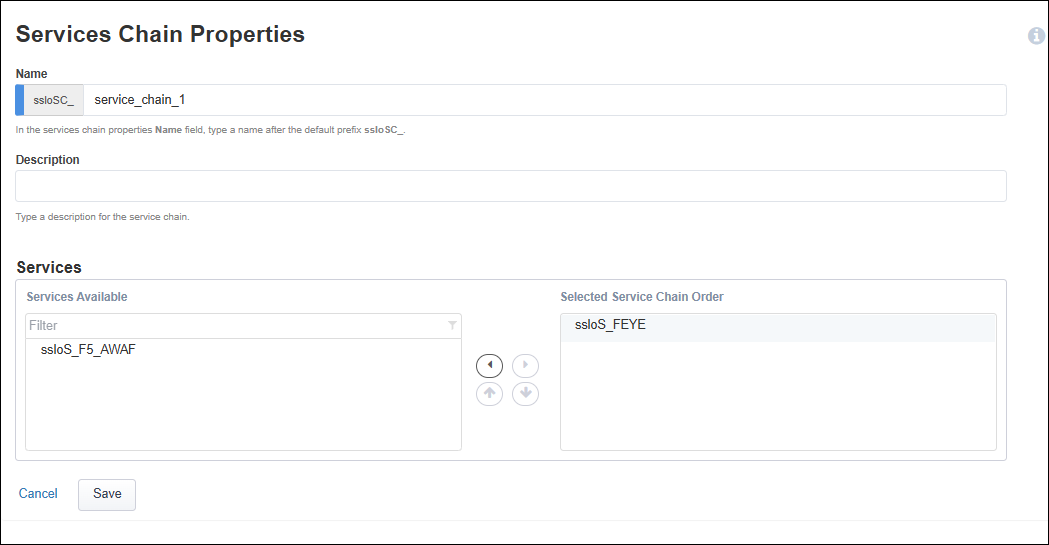 Services Chain Properties
Name
ssloSC_ service_chain_1
In the services chain properties Name field, type a name after the default prefix ssloSC_.
Description
Type a description for the service chain.
Services
Services Available
Selected Service Chain Order
Filter
ssloS_FEYE
ssloS_F5_AWAF
Cancel
Save